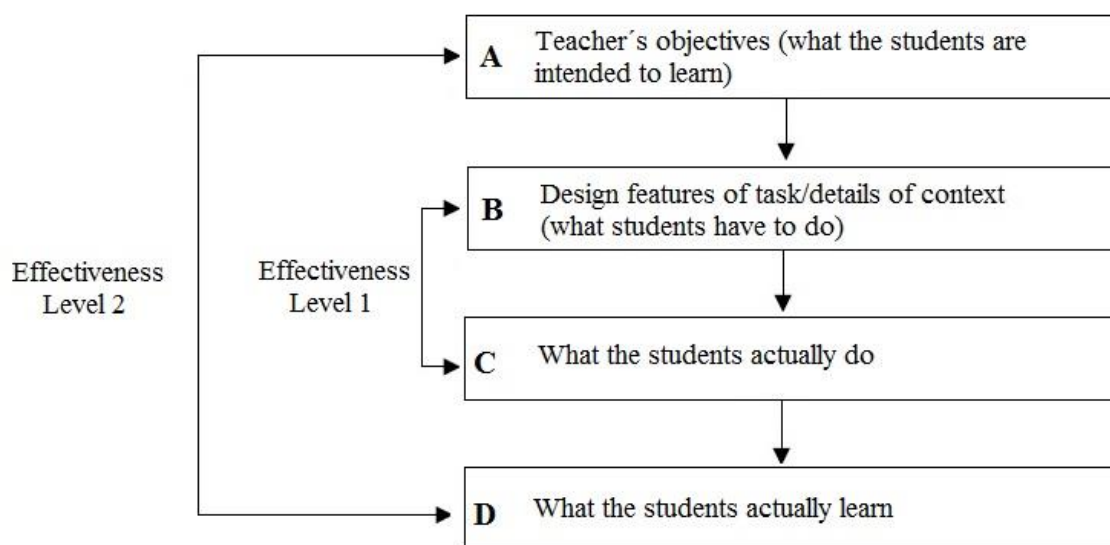 A Teacher´s objectives (what the students are
intended to learn)
B Design features of task/details of context
(what students have to do)
Effectiveness
Level 2
Effectiveness
Level 1
C What the students actually do
D What the students actually learn